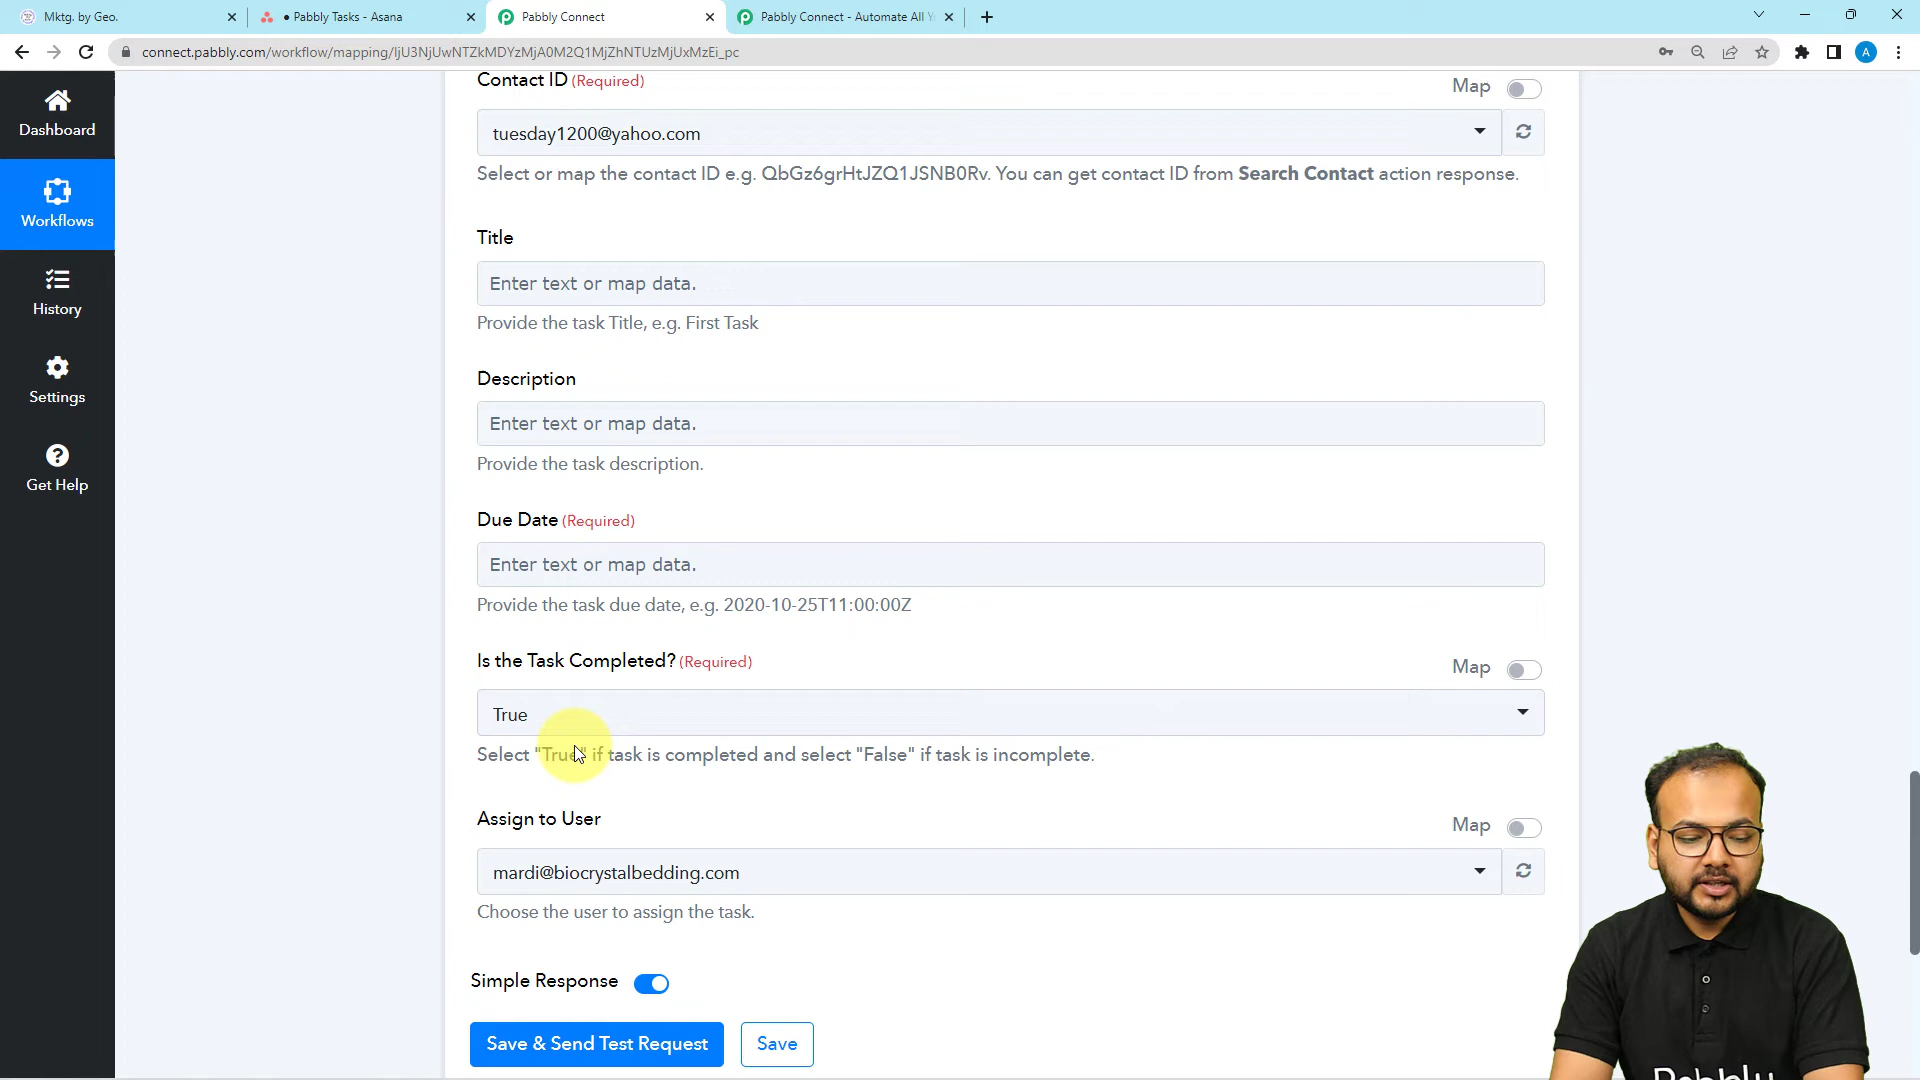 Mktg. by Geo.
● Pabbly Tasks - Asana
Pabbly Connect
Pabbly Connect - Automate All Y
connect.pabbly.com/workflow/mapping/IjU3NjUwNTZkMDYzMjA0M2Q1MjZhNTUzMjUxMzEi_pc
A
Dashboard
Workflows
History
Settings
Get Help
Contact ID (Required)
Map
tuesday1200@yahoo.com
Select or map the contact ID e.g. QbGz6grHtJZQ1JSNB0Rv. You can get contact ID from Search Contact action response.
Title
Enter text or map data.
Provide the task Title, e.g. First Task
Description
Enter text or map data.
Provide the task description.
Due Date (Required)
Enter text or map data.
Provide the task due date, e.g. 2020-10-25T11:00:00Z
Is the Task Completed? (Required)
Map
True
Select "True" if task is completed and select "False" if task is incomplete.
Assign to User
Map
mardi@biocrystalbedding.com
Choose the user to assign the task.
Simple Response
Save & Send Test Request
Save
Pabbly